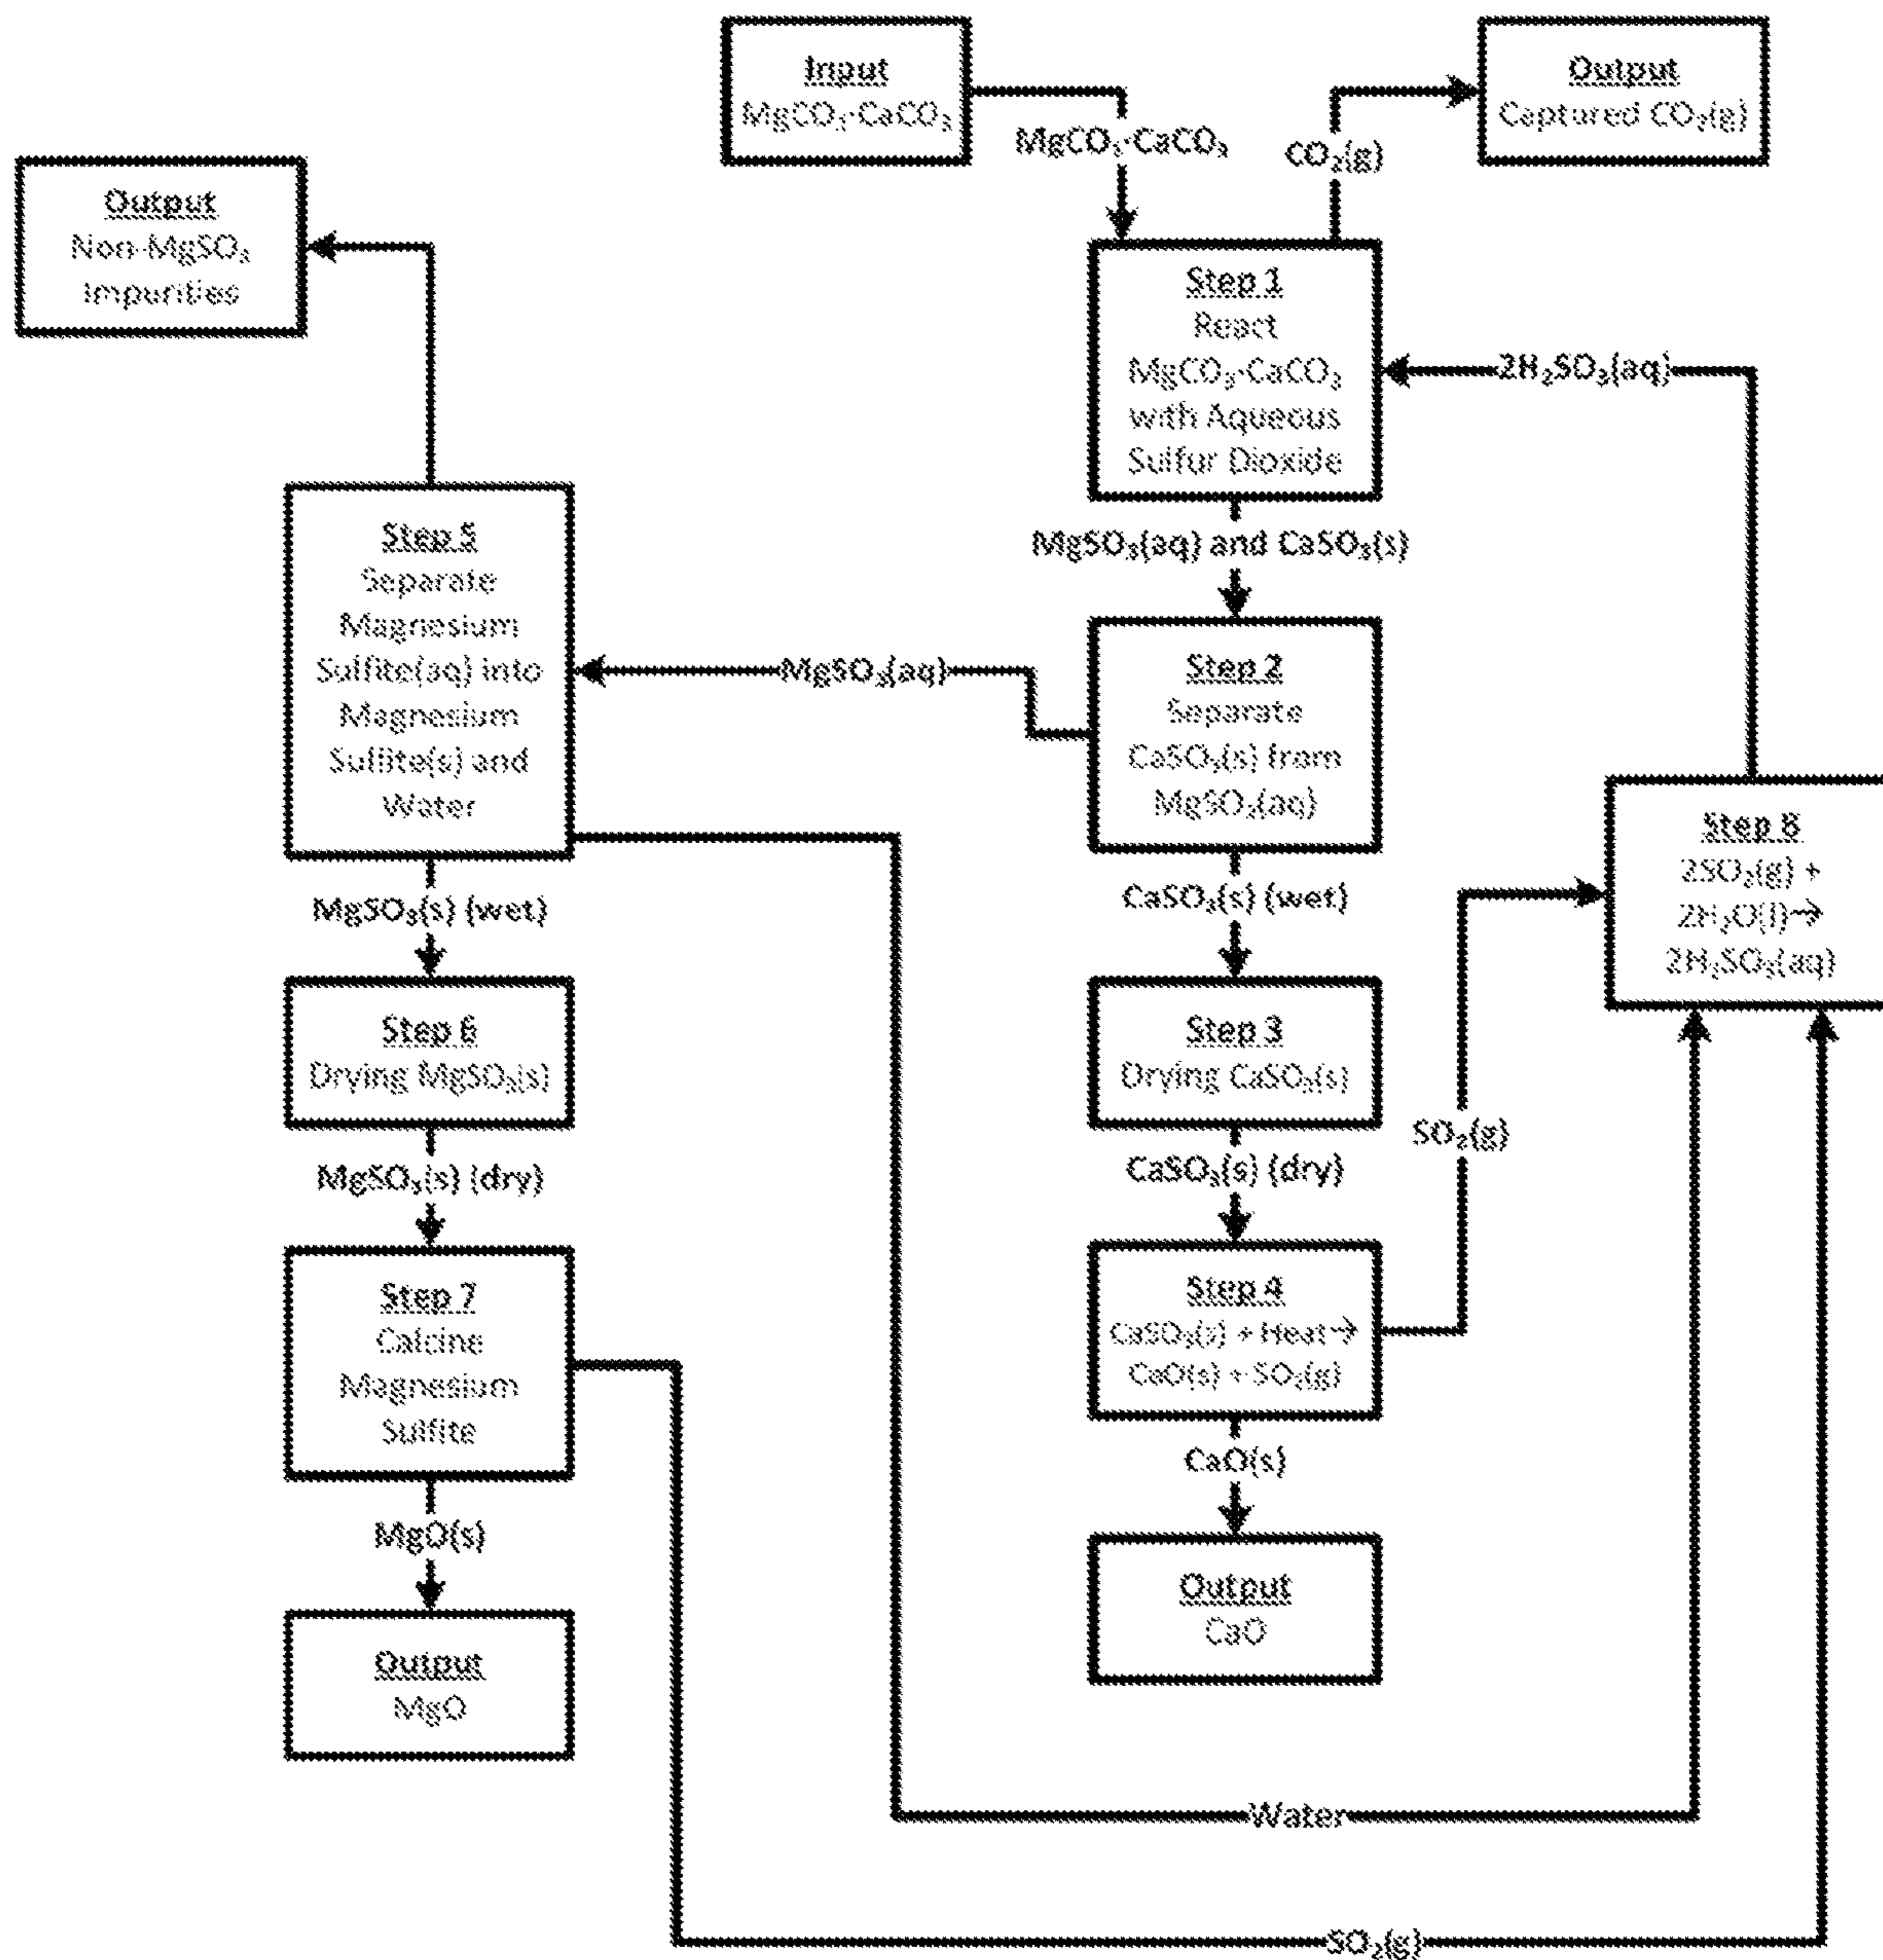 Input
MgCO₃·CaCO₃
Output
Captured CO₂(g)
MgCO₃·CaCO₃
CO₂(g)
Output
Non-MgSO₃
Impurities
Step 1
React
MgCO₃·CaCO₃
with Aqueous
Sulfur Dioxide
2H₂SO₃(aq)
MgSO₃(aq) and CaSO₃(s)
Step 5
Separate
Magnesium
Sulfite(aq) into
Magnesium
Sulfite(s) and
Water
MgSO₃(aq)
Step 2
Separate
CaSO₃(s) from
MgSO₃(aq)
Step 8
2SO₂(g) +
2H₂O(l)→
2H₂SO₃(aq)
MgSO₃(s) (wet)
CaSO₃(s) (wet)
Step 6
Drying MgSO₃(s)
Step 3
Drying CaSO₃(s)
SO₂(g)
MgSO₃(s) (dry)
CaSO₃(s) (dry)
Step 7
Calcine
Magnesium
Sulfite
Step 4
CaSO₃(s) + Heat→
CaO(s) + SO₂(g)
MgO(s)
CaO(s)
Output
MgO
Output
CaO
Water
SO₂(g)